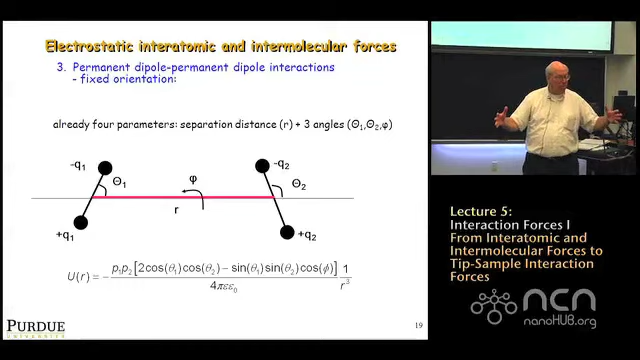 Electrostatic interatomic and intermolecular forces
3. Permanent dipole-permanent dipole interactions
- fixed orientation:
already four parameters: separation distance (r) + 3 angles (Θ1,Θ2,φ)
-q1
Θ1
φ
-q2
Θ2
r
+q1
+q2
U(r) = - p1p2[2cos(θ1)cos(θ2) - sin(θ1)sin(θ2)cos(ϕ)] / 4πεε0 1/r^3
PURDUE
UNIVERSITY
19
Lecture 5:
Interaction Forces I
From Interatomic and
Intermolecular Forces to
Tip-Sample Interaction
Forces
ncn
nanoHUB.org